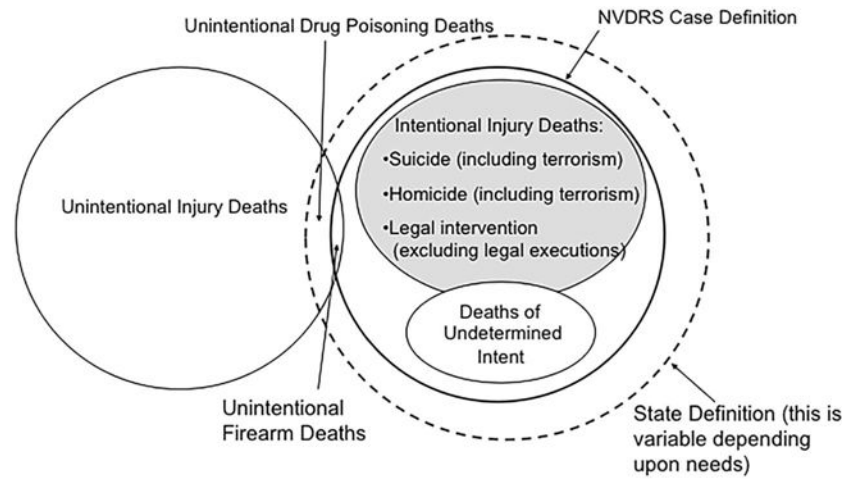 Unintentional Drug Poisoning Deaths
NVDRS Case Definition
Unintentional Injury Deaths
Intentional Injury Deaths:
•Suicide (including terrorism)
•Homicide (including terrorism)
•Legal intervention
(excluding legal executions)
Deaths of
Undetermined
Intent
Unintentional
Firearm Deaths
State Definition (this is
variable depending
upon needs)